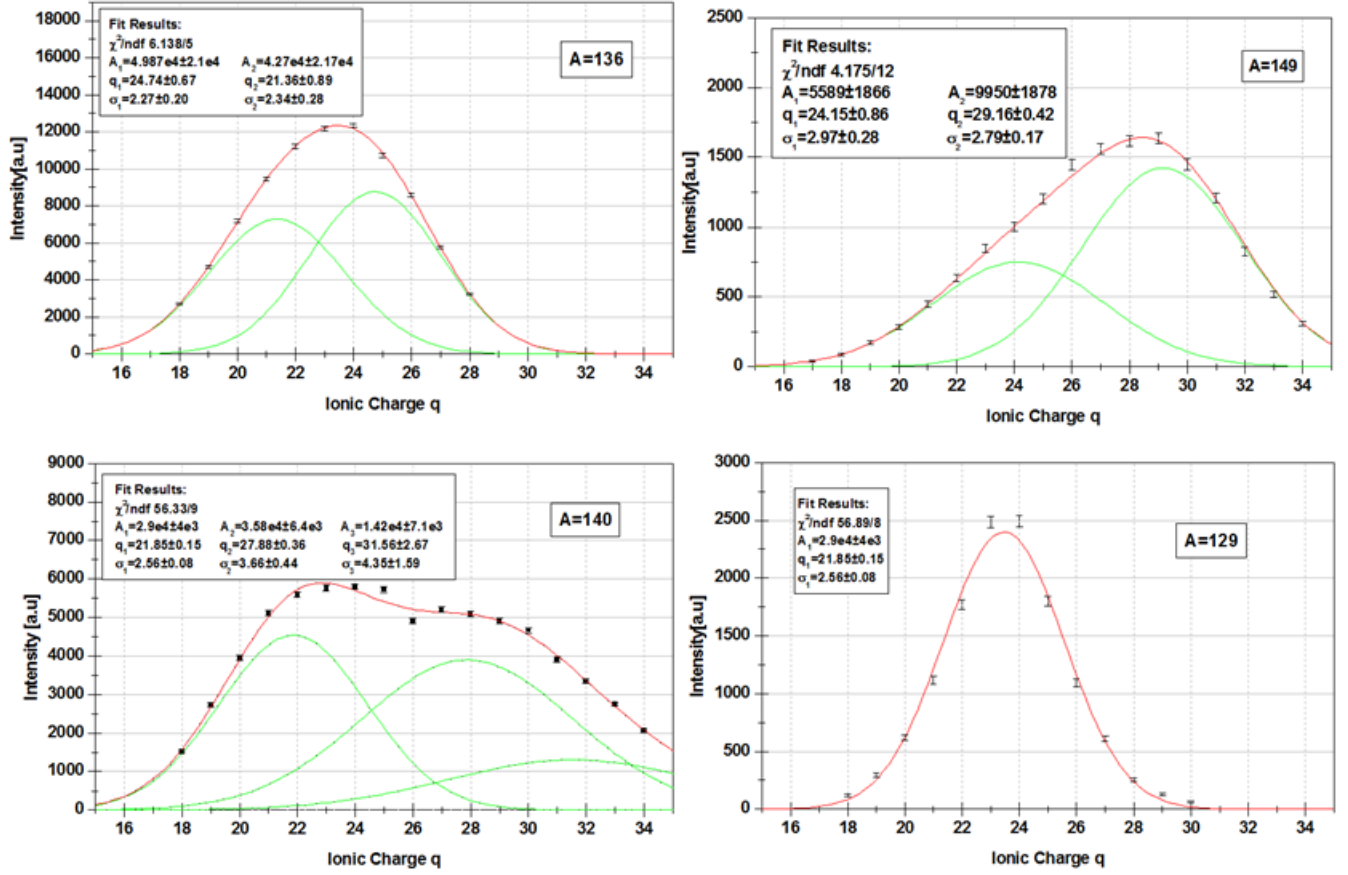 18000
16000
14000
12000
10000
8000
6000
4000
2000
0
Intensity[a.u]
Fit Results:
χ²/ndf 6.138/5
A₁=4.987e4±2.1e4 A₂=4.27e4±2.17e4
q₁=24.74±0.67 q₂=21.36±0.89
σ₁=2.27±0.20 σ₂=2.34±0.28
A=136
16 18 20 22 24 26 28 30 32 34
Ionic Charge q
2500
2000
1500
1000
500
0
Intensity[a.u]
Fit Results:
χ²/ndf 4.175/12
A₁=5589±1866 A₂=9950±1878
q₁=24.15±0.86 q₂=29.16±0.42
σ₁=2.97±0.28 σ₂=2.79±0.17
A=149
16 18 20 22 24 26 28 30 32 34
Ionic Charge q
9000
8000
7000
6000
5000
4000
3000
2000
1000
0
Intensity [a.u]
Fit Results:
χ²/ndf 56.33/9
A₁=2.9e4±4e3 A₂=3.58e4±6.4e3 A₃=1.42e4±7.1e3
q₁=21.85±0.15 q₂=27.88±0.36 q₃=31.56±2.67
σ₁=2.56±0.08 σ₂=3.66±0.44 σ₃=4.35±1.59
A=140
16 18 20 22 24 26 28 30 32 34
Ionic Charge q
3000
2500
2000
1500
1000
500
0
Intensity[a.u]
Fit Results:
χ²/ndf 56.89/8
A₁=2.9e4±4e3
q₁=21.85±0.15
σ₁=2.56±0.08
A=129
16 18 20 22 24 26 28 30 32 34
Ionic Charge q